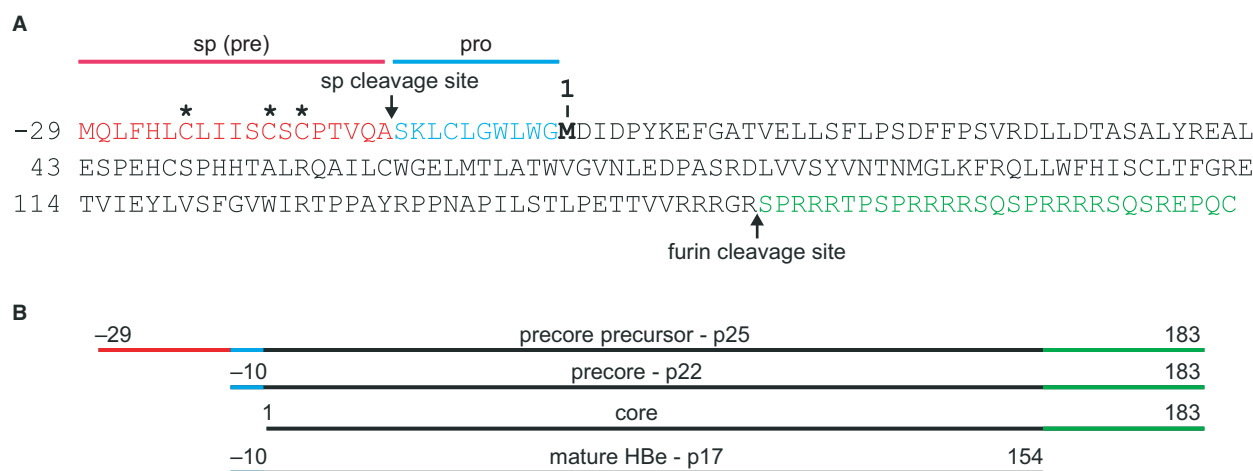 A
sp (pre) pro
sp cleavage site 1
* * *
-29 MQLFHLCLIISCSCPTVQASKLCLGWLWGMDIDPYKEFGATVELLSFLPSDFFPSVRDLLDTASALYREAL
43 ESPEHCSPHHTALRQAILCWGELMTLATWVGVNLEDPASRDLVVSYVNTNMGLKFRQLLWFHISCLTFGRE
114 TVIEYLVSFGVWIRTPPAYRPPNAPILSTLPETTVVRRRGRSPRRRTPSPRRRRSQSPRRRRSQSREPQC
furin cleavage site
B
–29 precore precursor - p25 183
–10 precore - p22 183
1 core 183
–10 mature HBe - p17 154